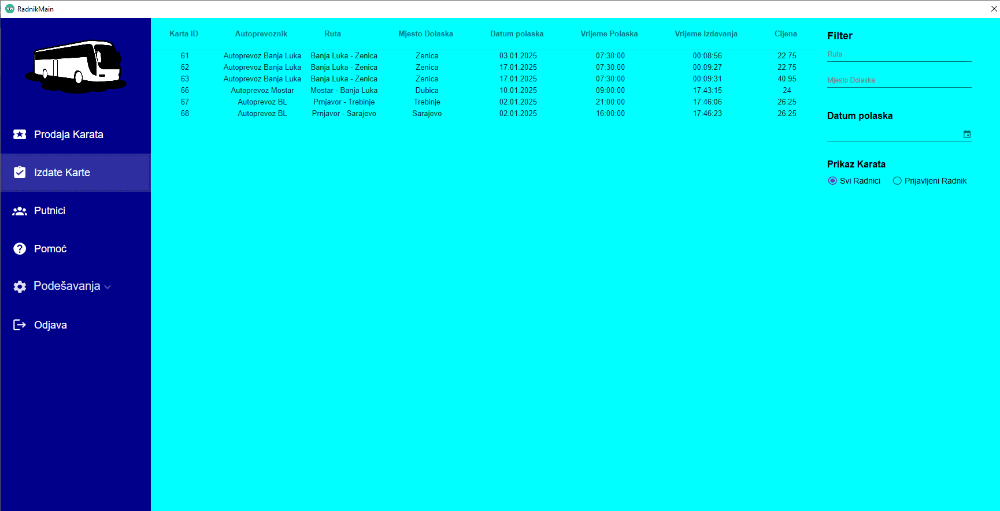 RadnikMain
Prodaja Karata
Izdate Karte
Putnici
Pomoć
Podešavanja
Odjava
Karta ID Autoprevoznik Ruta Mjesto Dolaska Datum polaska Vrijeme Polaska Vrijeme Izdavanja Cijena
61 Autoprevoz Banja Luka Banja Luka - Zenica Zenica 03.01.2025 07:30:00 00:08:56 22.75
62 Autoprevoz Banja Luka Banja Luka - Zenica Zenica 17.01.2025 07:30:00 00:09:27 22.75
63 Autoprevoz Banja Luka Banja Luka - Zenica Zenica 17.01.2025 07:30:00 00:09:31 40.95
66 Autoprevoz Mostar Mostar - Banja Luka Dubica 10.01.2025 09:00:00 17:43:15 24
67 Autoprevoz BL Prnjavor - Trebinje Trebinje 02.01.2025 21:00:00 17:46:06 26.25
68 Autoprevoz BL Prnjavor - Sarajevo Sarajevo 02.01.2025 16:00:00 17:46:23 26.25
Filter
Ruta
Mjesto Dolaska
Datum polaska
Prikaz Karata
Svi Radnici Prijavljeni Radnik